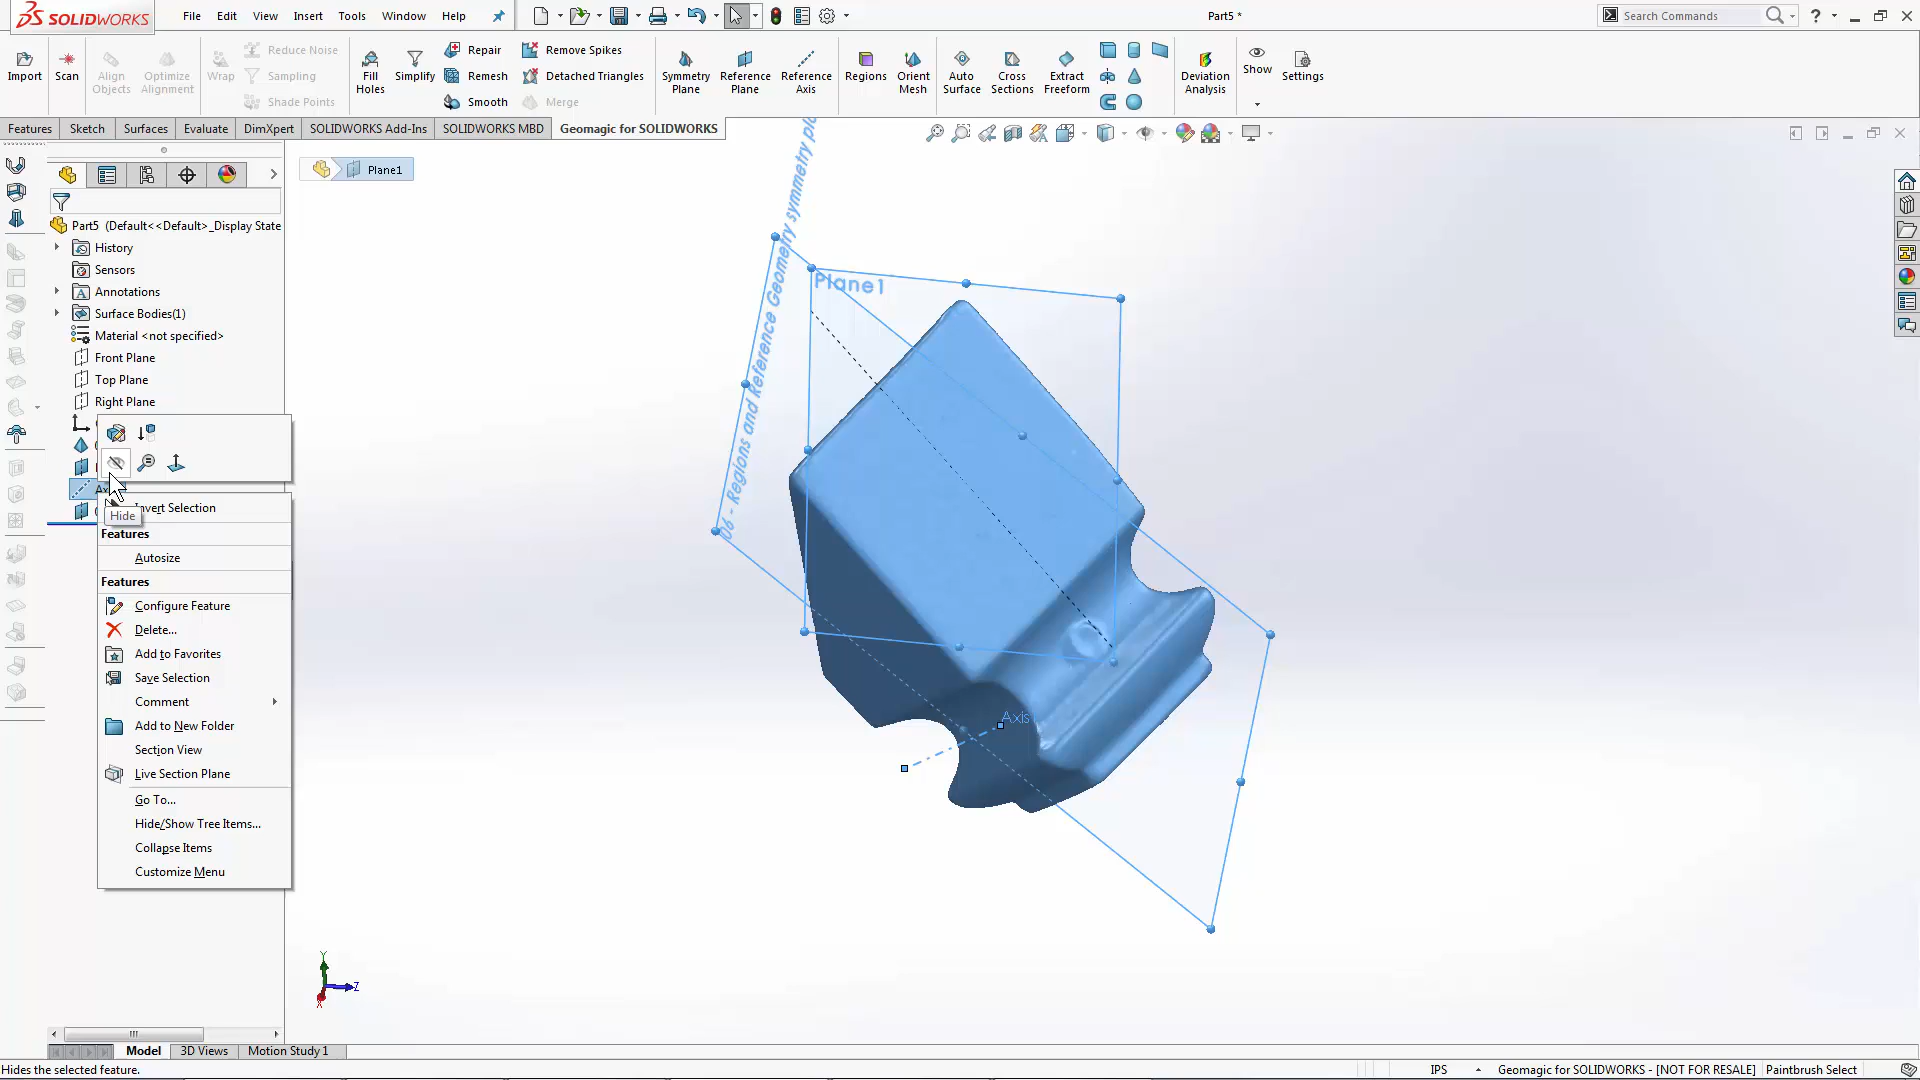 SOLIDWORKS
File Edit View Insert Tools Window Help
Part5 *
Search Commands
Import
Scan
Align Objects
Optimize Alignment
Wrap
Reduce Noise
Sampling
Shade Points
Fill Holes
Simplify
Repair
Remesh
Smooth
Remove Spikes
Detached Triangles
Merge
Symmetry Plane
Reference Plane
Reference Axis
Regions
Orient Mesh
Auto Surface
Cross Sections
Extract Freeform
Deviation Analysis
Show
Settings
Features Sketch Surfaces Evaluate DimXpert SOLIDWORKS Add-Ins SOLIDWORKS MBD Geomagic for SOLIDWORKS
Plane1
Part5 (Default<<Default>_Display State
History
Sensors
Annotations
Surface Bodies(1)
Material <not specified>
Front Plane
Top Plane
Right Plane
Hide
Invert Selection
Features
Autosize
Features
Configure Feature
Delete...
Add to Favorites
Save Selection
Comment
Add to New Folder
Section View
Live Section Plane
Go To...
Hide/Show Tree Items...
Collapse Items
Customize Menu
Plane1
06 - Regions and Reference Geometry symmetry
Axis
Y
Z
X
Model 3D Views Motion Study 1
Hides the selected feature.
IPS
Geomagic for SOLIDWORKS - [NOT FOR RESALE]
Paintbrush Select